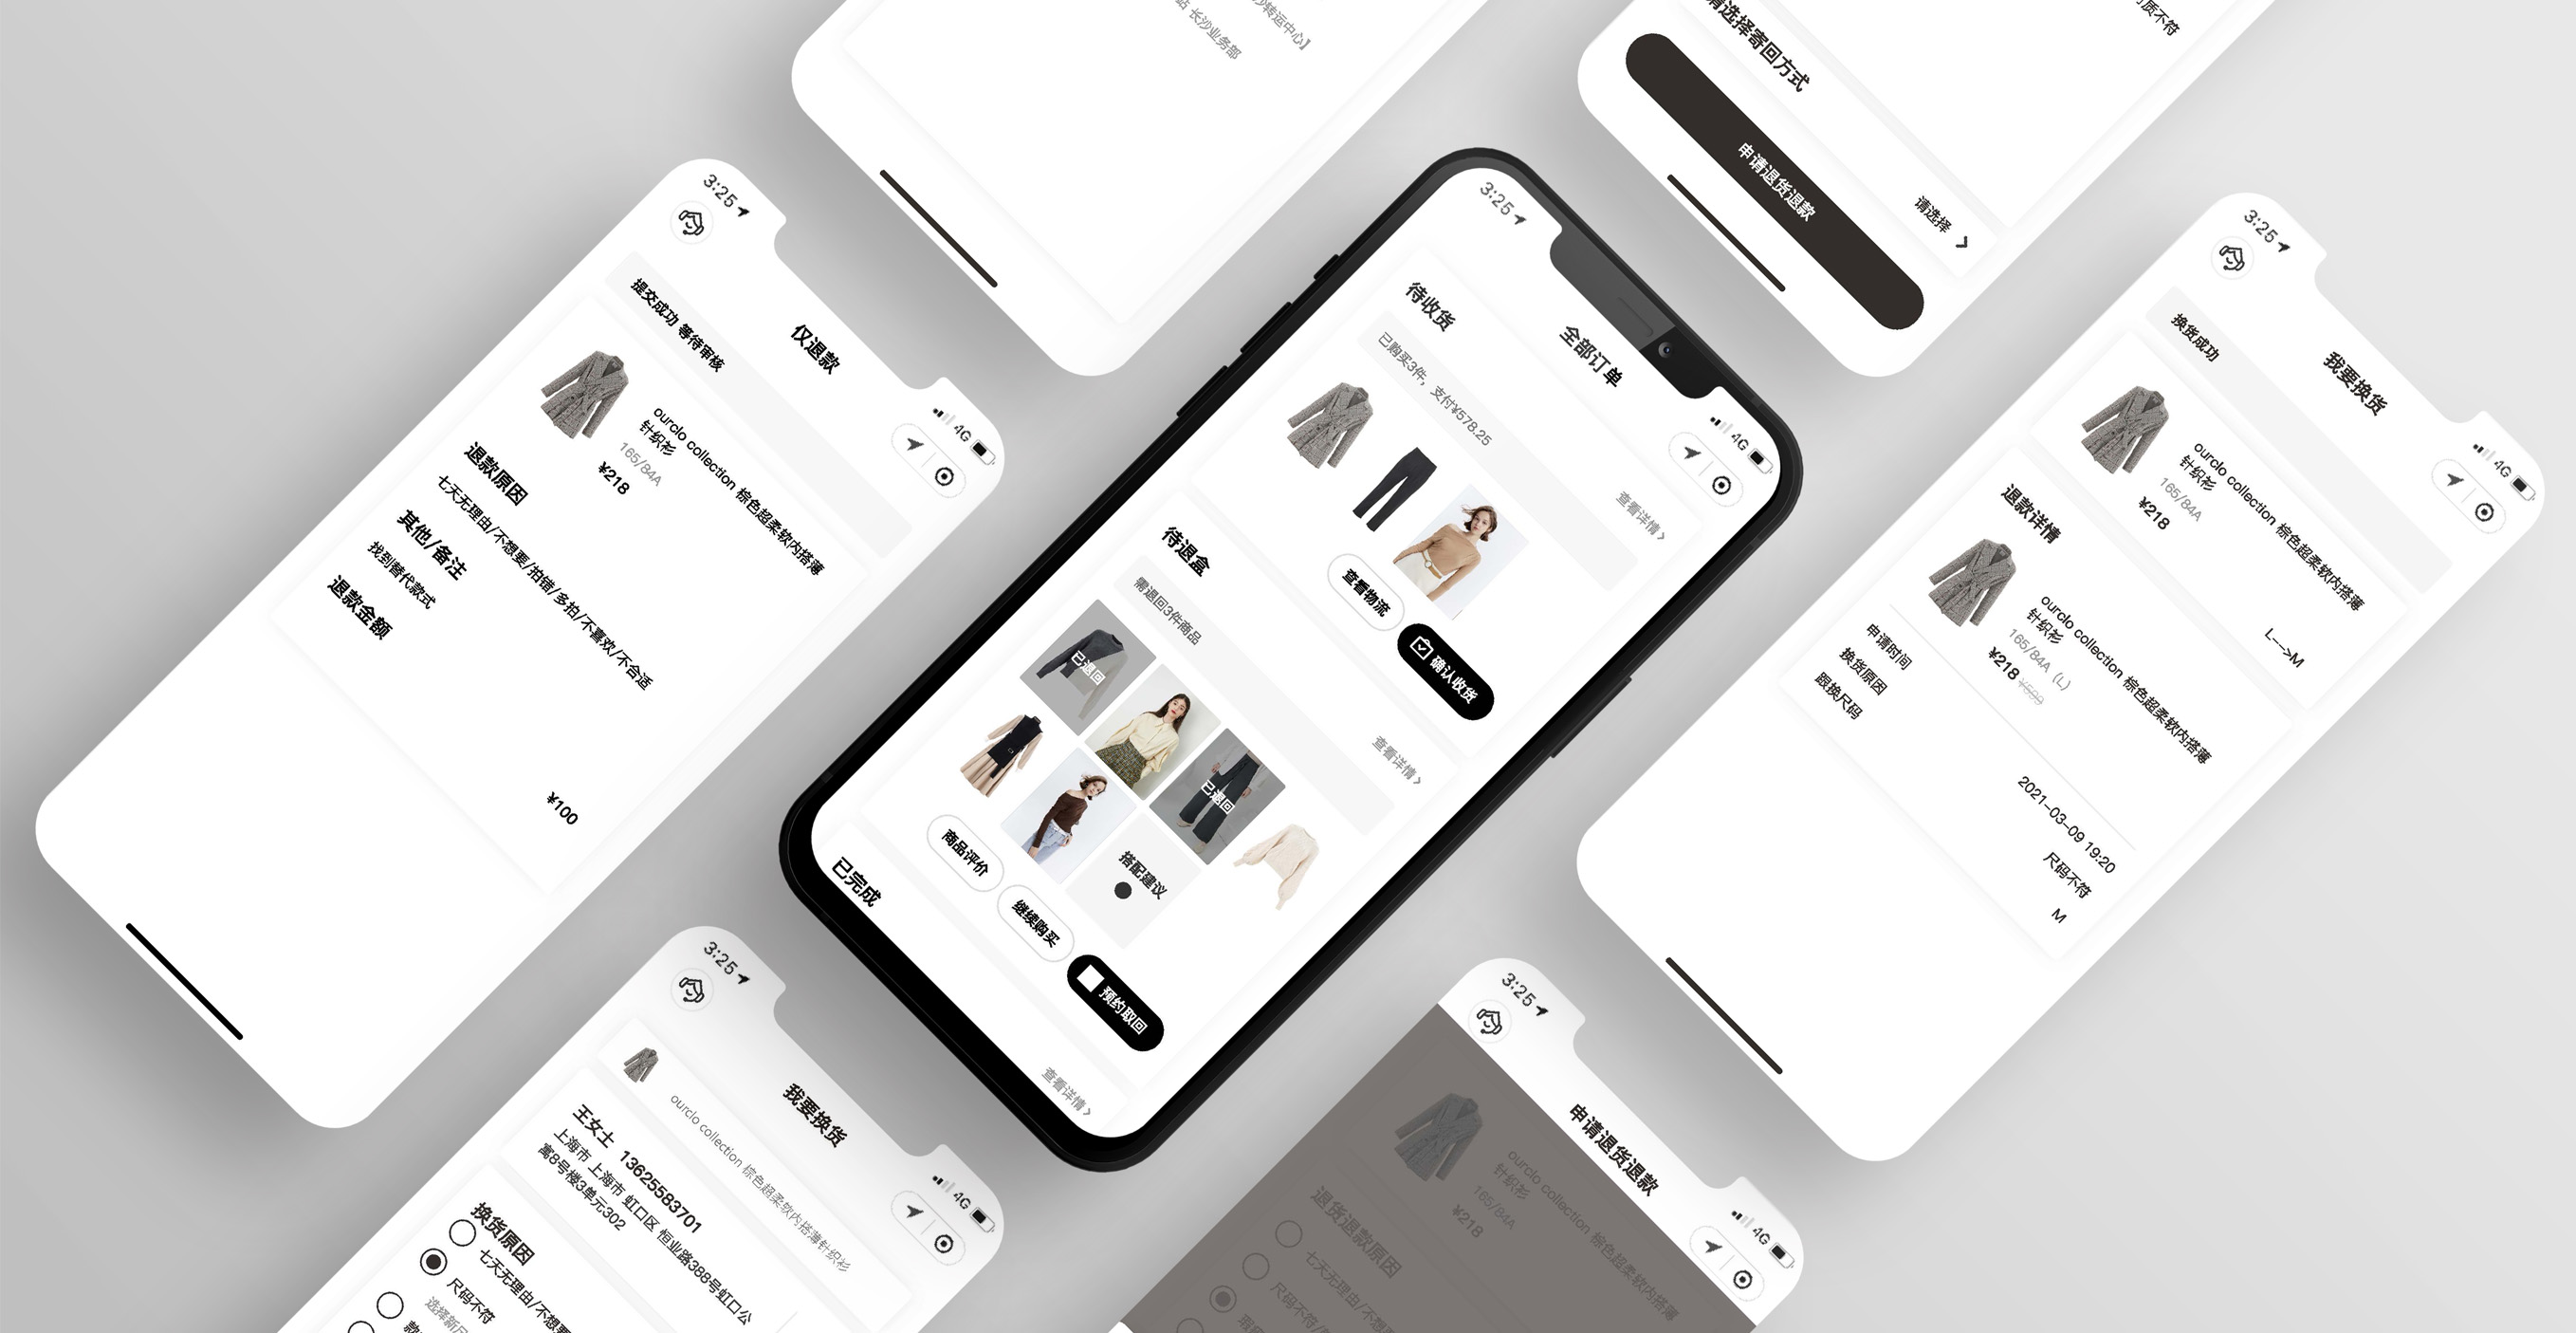 沙转运中心】
站 长沙业务部
质不符
请选择寄回方式
请选择
申请退货退款
3:25
4G
仅退款
提交成功 等待审核
ourclo collection 棕色超柔软内搭薄
针织衫
165/84A
¥218
退款原因
七天无理由/不想要/拍错/多拍/不喜欢/不合适
其他/备注
找到替代款式
退款金额
¥100
3:25
4G
全部订单
待收货
已购买3件，支付¥578.25
查看详情
查看物流
确认收货
待退盒
需退回3件商品
查看详情
已退回
已退回
搭配建议
商品评价
继续购买
预约取回
已完成
查看详情
3:25
4G
我要换货
换货成功
ourclo collection 棕色超柔软内搭薄
针织衫
165/84A
¥218
L-->M
退款详情
ourclo collection 棕色超柔软内搭薄
针织衫
165/84A（L）
¥218 ¥599
申请时间 2021-03-09 19:20
换货原因 尺码不符
跟换尺码 M
3:25
4G
我要换货
ourclo collection 棕色超柔软内搭薄针织衫
王女士 13625583701
上海市 上海市 虹口区 恒业路388号虹口公
寓8号楼3单元302
换货原因
七天无理由/不想要
尺码不符
选择新尺
3:25
4G
申请退货退款
ourclo collection 棕色超柔软内搭薄
针织衫
165/84A
¥218
退货退款原因
七天无理由/不
尺码不符/